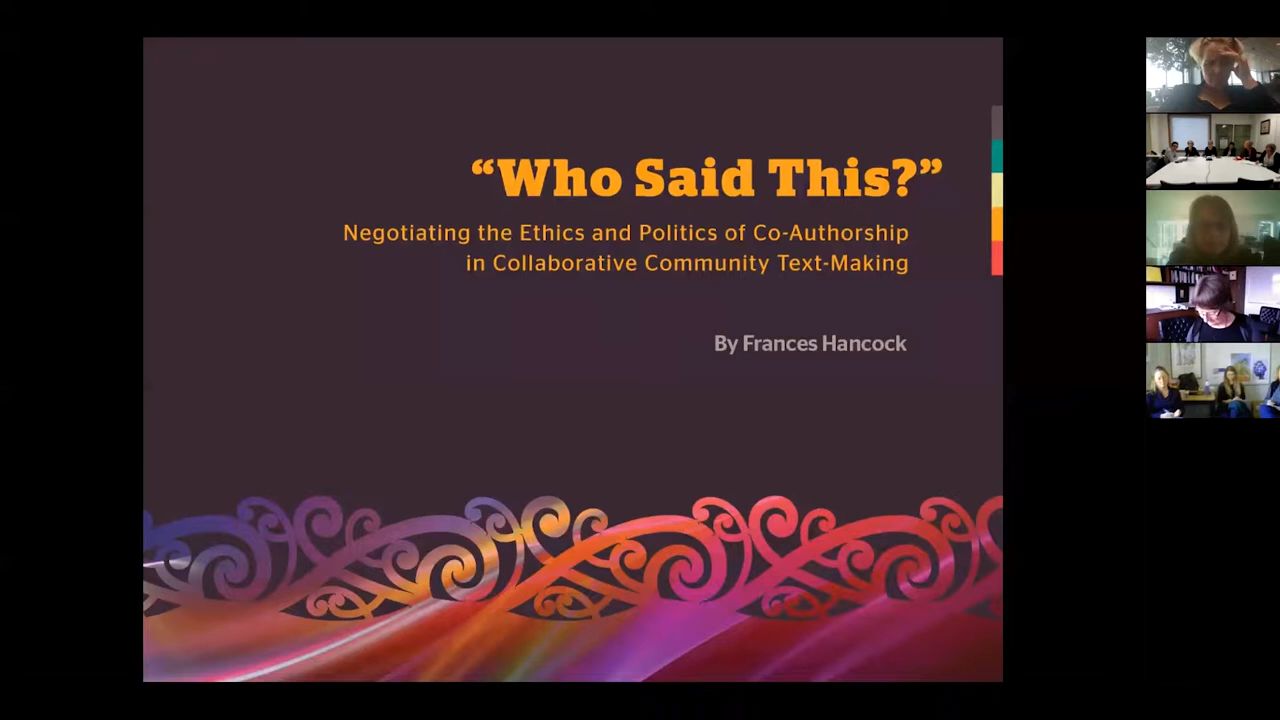 “Who Said This?”
Negotiating the Ethics and Politics of Co-Authorship
in Collaborative Community Text-Making
By Frances Hancock